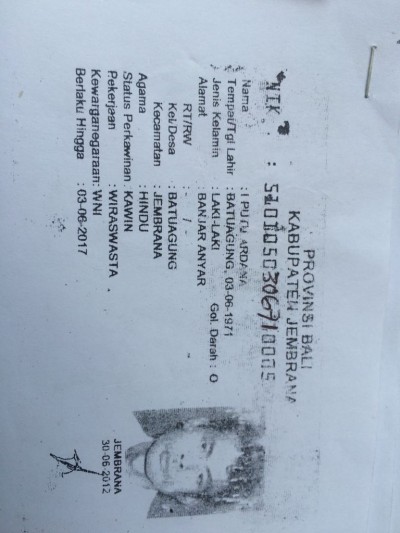 PROVINSI BALI
KABUPATEN JEMBRANA
NIK : 5101050306710005
Nama : I PUTU ARDANA
Tempat/Tgl Lahir : BATUAGUNG, 03-06-1971
Jenis Kelamin : LAKI-LAKI Gol. Darah : O
Alamat : BANJAR ANYAR
RT/RW : - / -
Kel/Desa : BATUAGUNG
Kecamatan : JEMBRANA
Agama : HINDU
Status Perkawinan : KAWIN
Pekerjaan : WIRASWASTA
Kewarganegaraan: WNI
Berlaku Hingga : 03-06-2017
JEMBRANA
30-06-2012